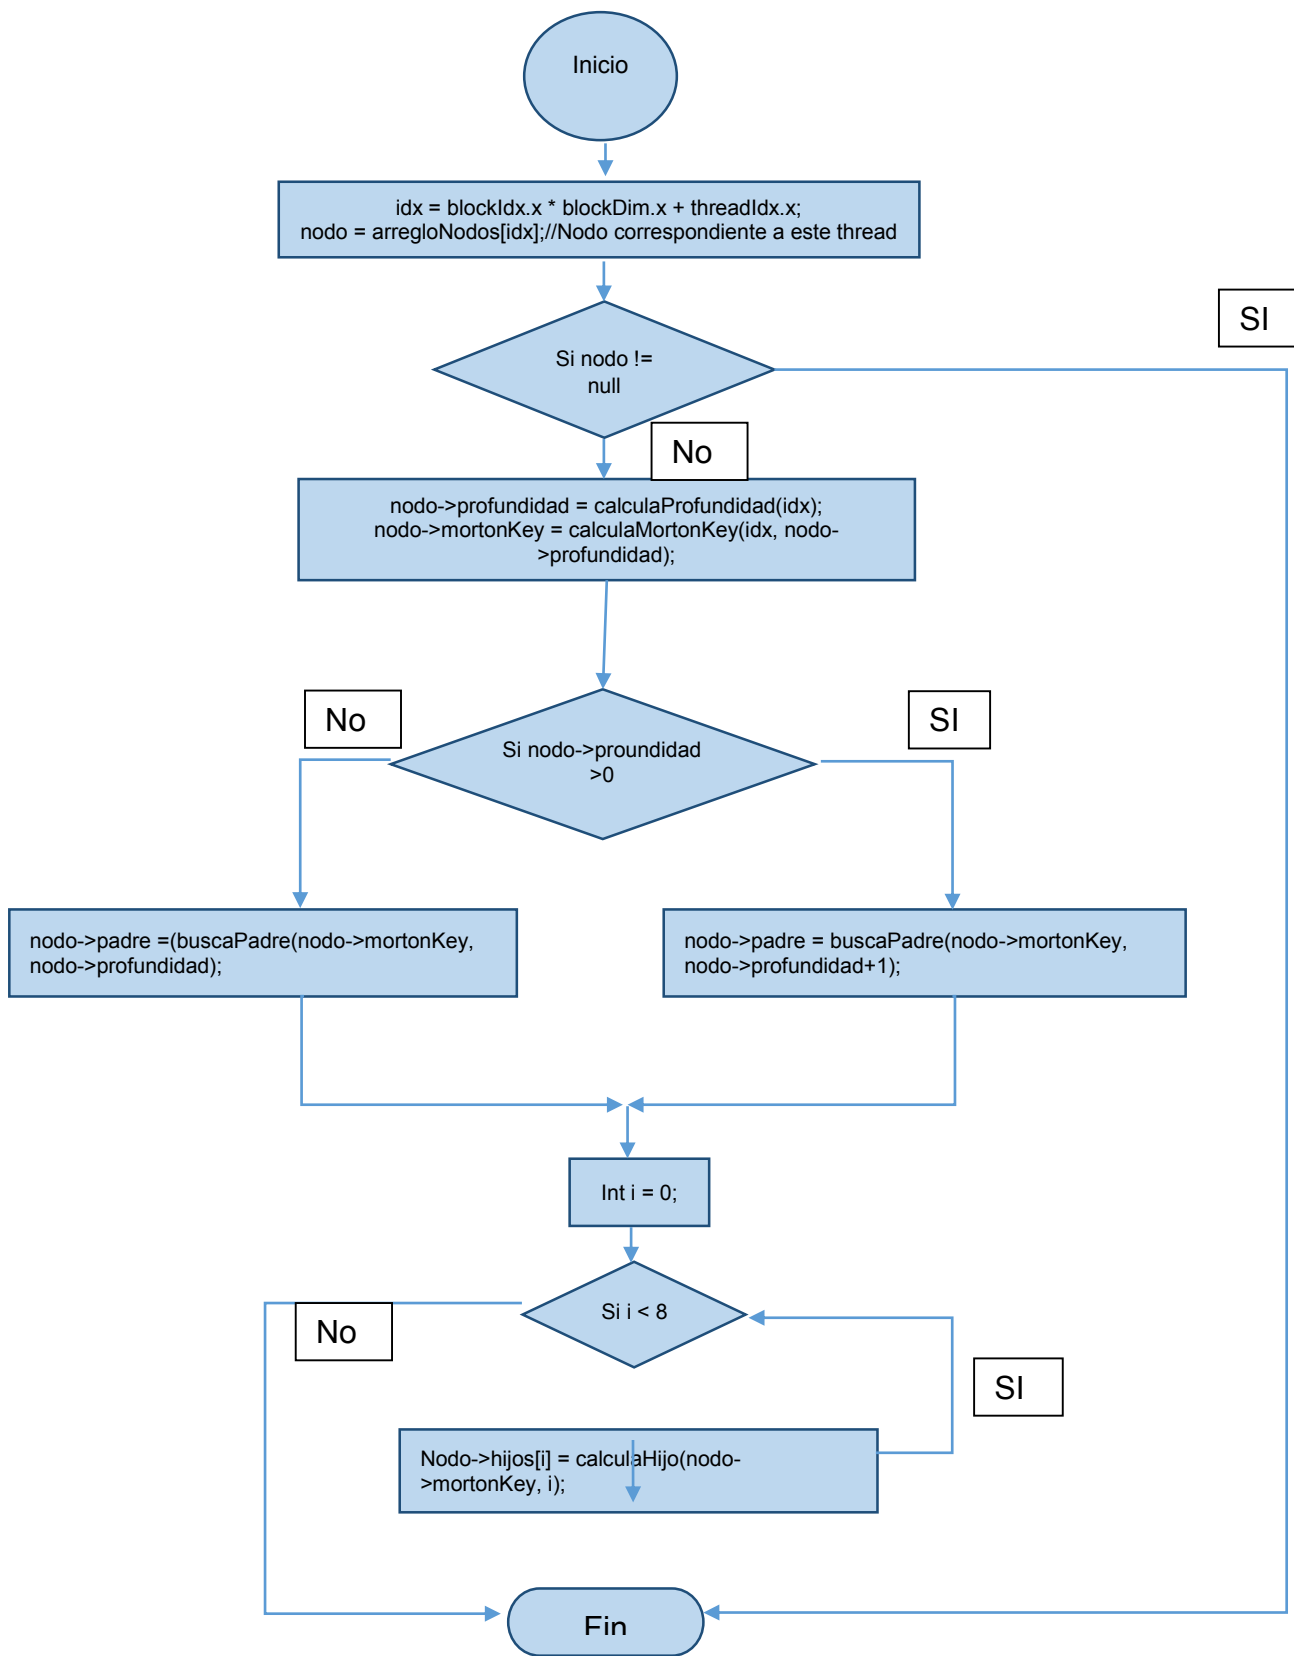 Inicio
idx = blockIdx.x * blockDim.x + threadIdx.x;
nodo = arregloNodos[idx];//Nodo correspondiente a este thread
SI
Si nodo !=
null
No
nodo->profundidad = calculaProfundidad(idx);
nodo->mortonKey = calculaMortonKey(idx, nodo-
>profundidad);
No
SI
Si nodo->proundidad
>0
nodo->padre =(buscaPadre(nodo->mortonKey,
nodo->profundidad);
nodo->padre = buscaPadre(nodo->mortonKey,
nodo->profundidad+1);
Int i = 0;
Si i < 8
No
SI
Nodo->hijos[i] = calculaHijo(nodo-
>mortonKey, i);
Fin